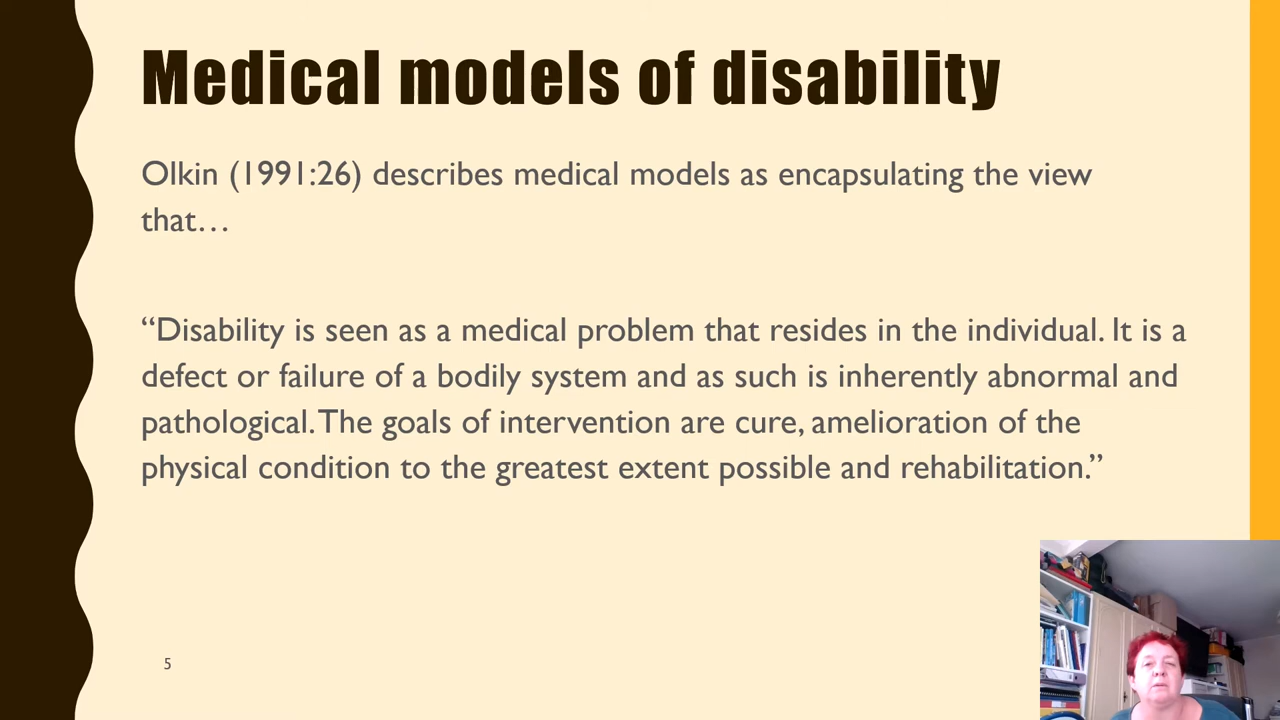 Medical models of disability
Olkin (1991:26) describes medical models as encapsulating the view
that…
“Disability is seen as a medical problem that resides in the individual. It is a
defect or failure of a bodily system and as such is inherently abnormal and
pathological. The goals of intervention are cure, amelioration of the
physical condition to the greatest extent possible and rehabilitation.”
5